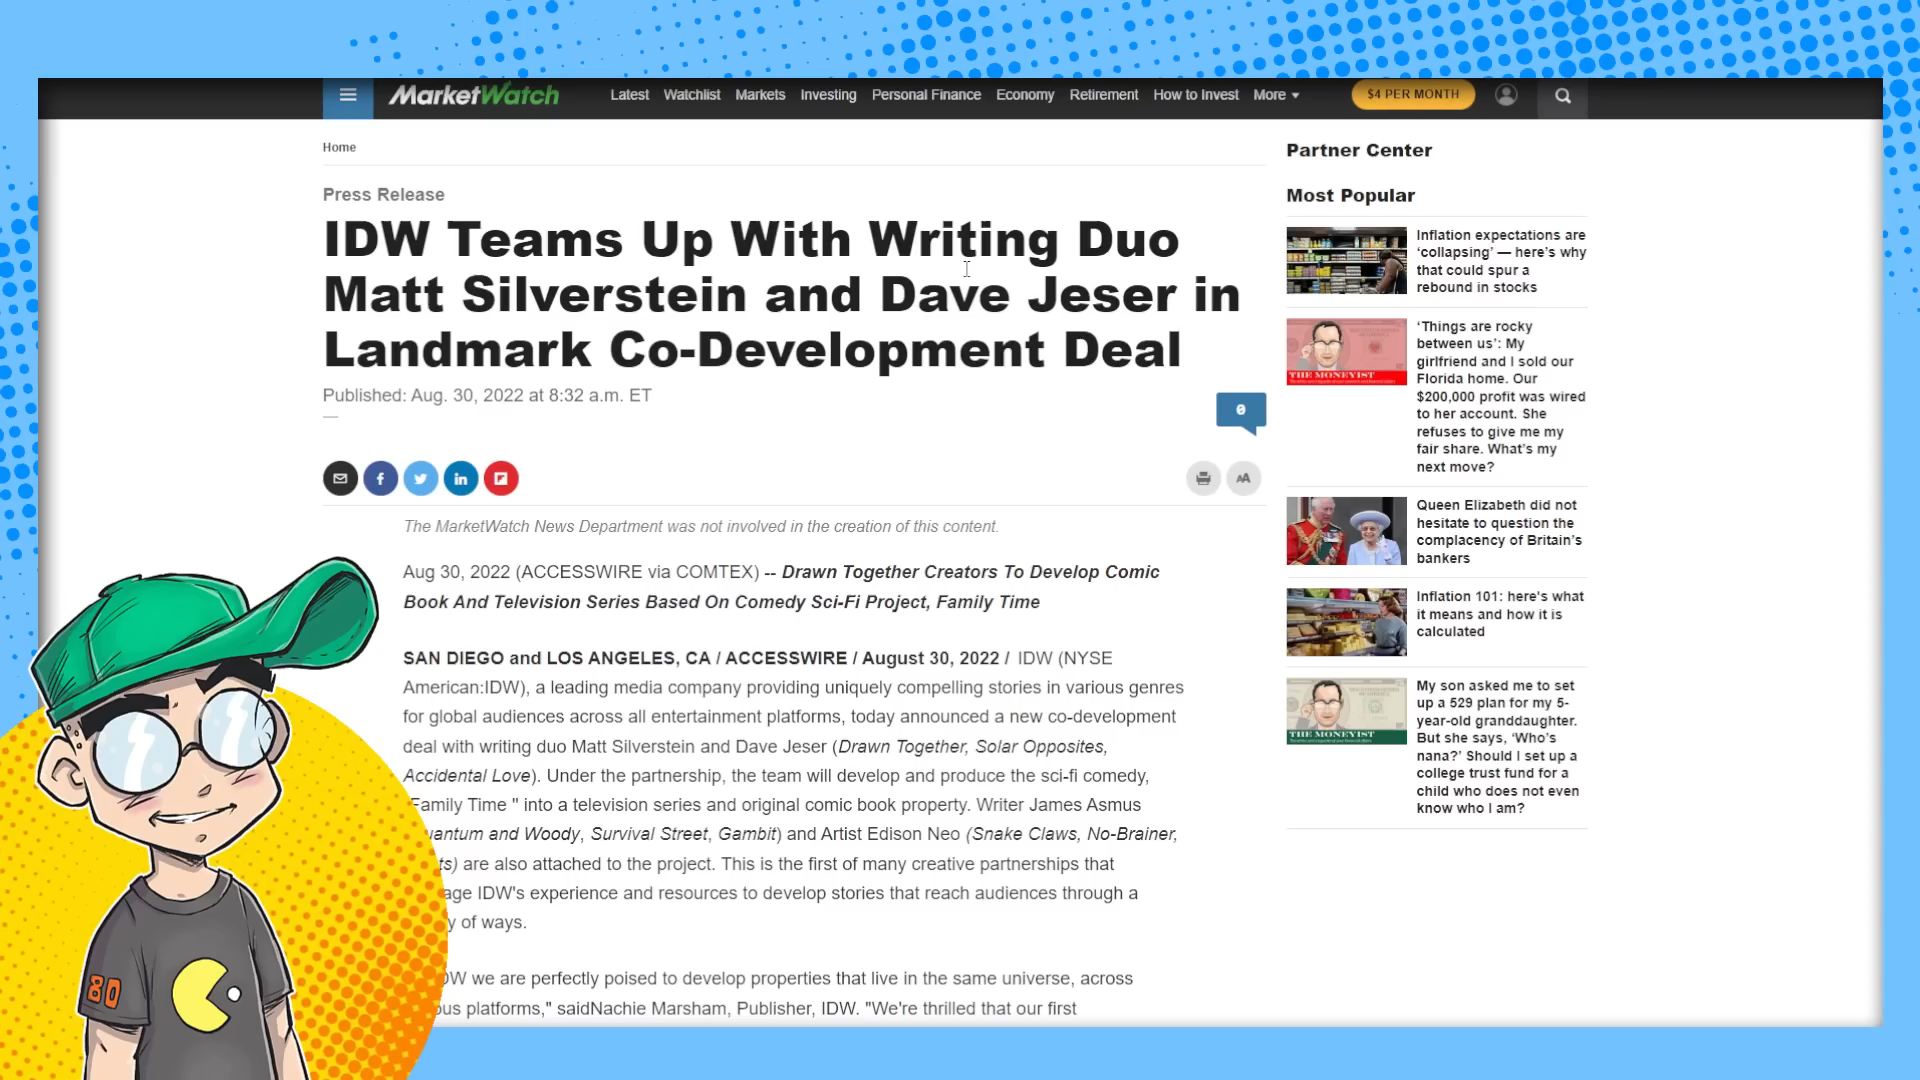 MarketWatch
Latest Watchlist Markets Investing Personal Finance Economy Retirement How to Invest More
$4 PER MONTH
Home
Press Release
IDW Teams Up With Writing Duo
Matt Silverstein and Dave Jeser in
Landmark Co-Development Deal
Published: Aug. 30, 2022 at 8:32 a.m. ET
0
AA
The MarketWatch News Department was not involved in the creation of this content.
Aug 30, 2022 (ACCESSWIRE via COMTEX) -- Drawn Together Creators To Develop Comic
Book And Television Series Based On Comedy Sci-Fi Project, Family Time
SAN DIEGO and LOS ANGELES, CA / ACCESSWIRE / August 30, 2022 / IDW (NYSE
American:IDW), a leading media company providing uniquely compelling stories in various genres
for global audiences across all entertainment platforms, today announced a new co-development
deal with writing duo Matt Silverstein and Dave Jeser (Drawn Together, Solar Opposites,
Accidental Love). Under the partnership, the team will develop and produce the sci-fi comedy,
Family Time " into a television series and original comic book property. Writer James Asmus
and Woody, Survival Street, Gambit) and Artist Edison Neo (Snake Claws, No-Brainer,
are also attached to the project. This is the first of many creative partnerships that
IDW's experience and resources to develop stories that reach audiences through a
of ways.
we are perfectly poised to develop properties that live in the same universe, across
platforms," saidNachie Marsham, Publisher, IDW. "We're thrilled that our first
80
Partner Center
Most Popular
Inflation expectations are
‘collapsing’ — here’s why
that could spur a
rebound in stocks
THE MONEYIST
‘Things are rocky
between us’: My
girlfriend and I sold our
Florida home. Our
$200,000 profit was wired
to her account. She
refuses to give me my
fair share. What’s my
next move?
Queen Elizabeth did not
hesitate to question the
complacency of Britain’s
bankers
Inflation 101: here’s what
it means and how it is
calculated
THE MONEYIST
My son asked me to set
up a 529 plan for my 5-
year-old granddaughter.
But she says, ‘Who’s
nana?’ Should I set up a
college trust fund for a
child who does not even
know who I am?